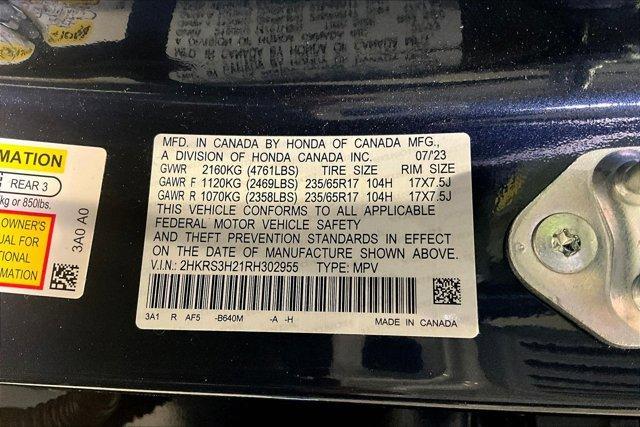 MFD. IN CANADA BY HONDA OF CANADA MFG.,
A DIVISION OF HONDA CANADA INC. 07/'23
GVWR 2160KG (4761LBS) TIRE SIZE RIM SIZE
GAWR F 1120KG (2469LBS) 235/65R17 104H 17X7.5J
GAWR R 1070KG (2358LBS) 235/65R17 104H 17X7.5J
THIS VEHICLE CONFORMS TO ALL APPLICABLE
FEDERAL MOTOR VEHICLE SAFETY
AND THEFT PREVENTION STANDARDS IN EFFECT
ON THE DATE OF MANUFACTURE SHOWN ABOVE.
V.I.N.: 2HKRS3H21RH302955 TYPE: MPV
3A1 R AF5 -B640M -A -H MADE IN CANADA
REAR 3
kg or 850lbs.
OWNER'S
UAL FOR
3A0 A0